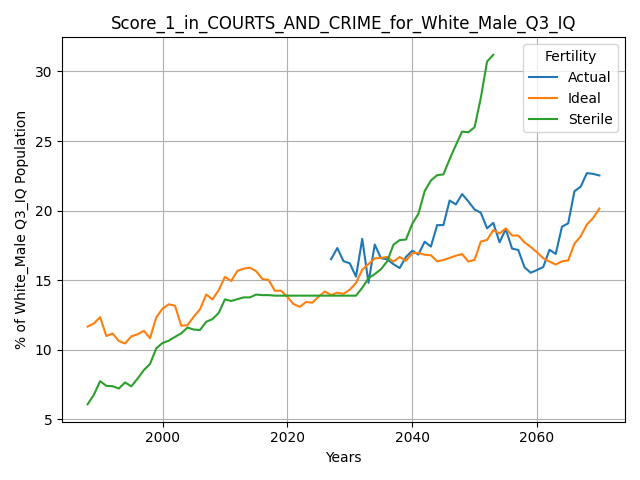 Score_1_in_COURTS_AND_CRIME_for_White_Male_Q3_IQ
Fertility
Actual
Ideal
Sterile
% of White_Male Q3_IQ Population
30
25
20
15
10
5
2000
2020
2040
2060
Years